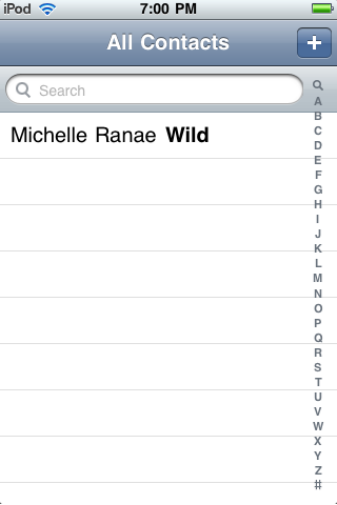 iPod 7:00 PM
All Contacts +
Search
Michelle Ranae Wild
A
B
C
D
E
F
G
H
I
J
K
L
M
N
O
P
Q
R
S
T
U
V
W
X
Y
Z
#